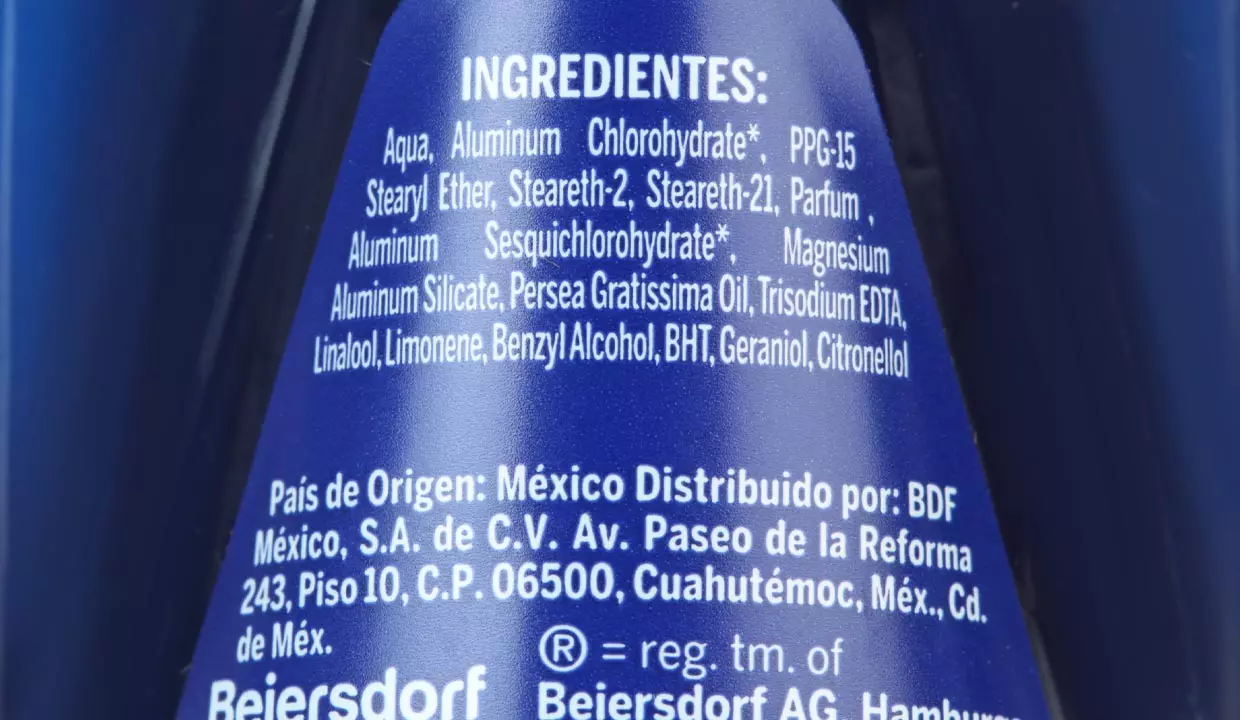 INGREDIENTES:
Aqua, Aluminum Chlorohydrate*, PPG-15
Stearyl Ether, Steareth-2, Steareth-21, Parfum ,
Aluminum Sesquichlorohydrate*, Magnesium
Aluminum Silicate, Persea Gratissima Oil, Trisodium EDTA,
Linalool, Limonene, Benzyl Alcohol, BHT, Geraniol, Citronellol
País de Origen: México Distribuido por: BDF
México, S.A. de C.V. Av. Paseo de la Reforma
243, Piso 10, C.P. 06500, Cuahutémoc, Méx., Cd.
de Méx.
® = reg. tm. of
Beiersdorf Beiersdorf AG, Hamburg